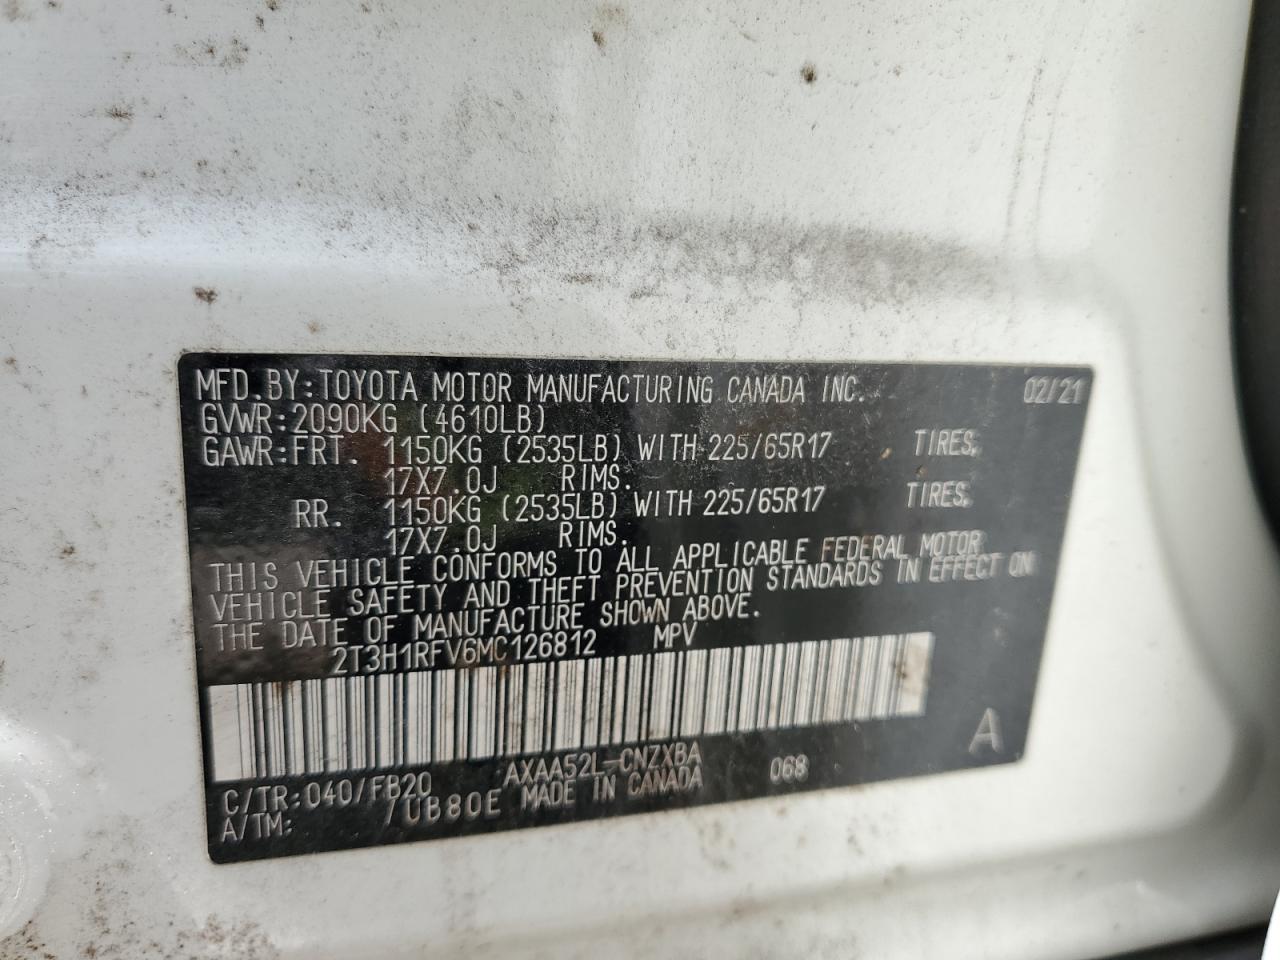 MFD.BY:TOYOTA MOTOR MANUFACTURING CANADA INC. 02/21
GVWR:2090KG (4610LB)
GAWR:FRT. 1150KG (2535LB) WITH 225/65R17 TIRES,
17X7.0J RIMS.
RR. 1150KG (2535LB) WITH 225/65R17 TIRES,
17X7.0J RIMS.
THIS VEHICLE CONFORMS TO ALL APPLICABLE FEDERAL MOTOR
VEHICLE SAFETY AND THEFT PREVENTION STANDARDS IN EFFECT ON
THE DATE OF MANUFACTURE SHOWN ABOVE.
2T3H1RFV6MC126812 MPV
A
C/TR:040/FB20 AXAA52L-CNZXBA 068
A/TM: /UB80E MADE IN CANADA